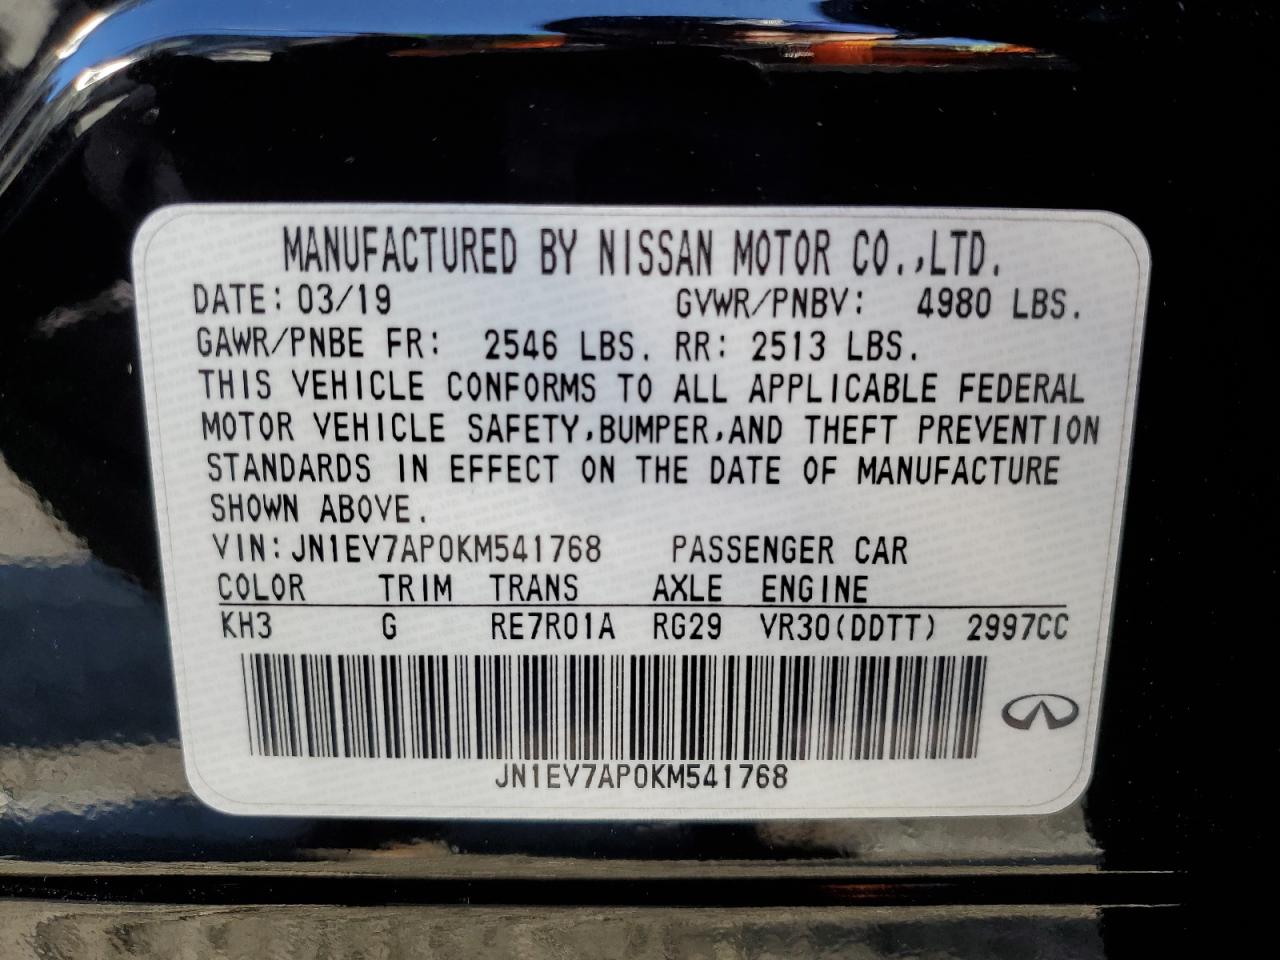 MANUFACTURED BY NISSAN MOTOR CO.,LTD.
DATE: 03/19 GVWR/PNBV: 4980 LBS.
GAWR/PNBE FR: 2546 LBS. RR: 2513 LBS.
THIS VEHICLE CONFORMS TO ALL APPLICABLE FEDERAL
MOTOR VEHICLE SAFETY,BUMPER,AND THEFT PREVENTION
STANDARDS IN EFFECT ON THE DATE OF MANUFACTURE
SHOWN ABOVE.
VIN:JN1EV7AP0KM541768 PASSENGER CAR
COLOR TRIM TRANS AXLE ENGINE
KH3 G RE7R01A RG29 VR30(DDTT) 2997CC
JN1EV7AP0KM541768